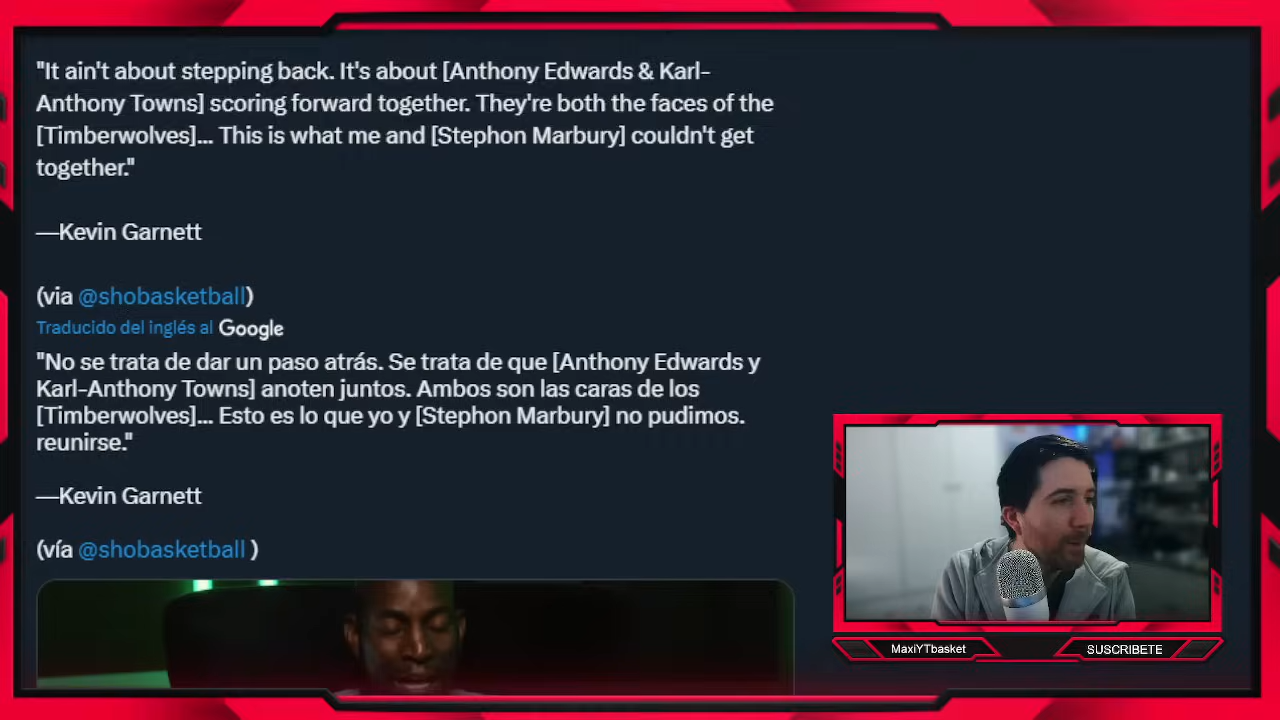 "It ain't about stepping back. It's about [Anthony Edwards & Karl-
Anthony Towns] scoring forward together. They're both the faces of the
[Timberwolves]... This is what me and [Stephon Marbury] couldn't get
together."
—Kevin Garnett
(via @shobasketball)
Traducido del inglés al Google
"No se trata de dar un paso atrás. Se trata de que [Anthony Edwards y
Karl-Anthony Towns] anoten juntos. Ambos son las caras de los
[Timberwolves]... Esto es lo que yo y [Stephon Marbury] no pudimos.
reunirse."
—Kevin Garnett
(vía @shobasketball )
MaxiYTbasket
SUSCRIBETE